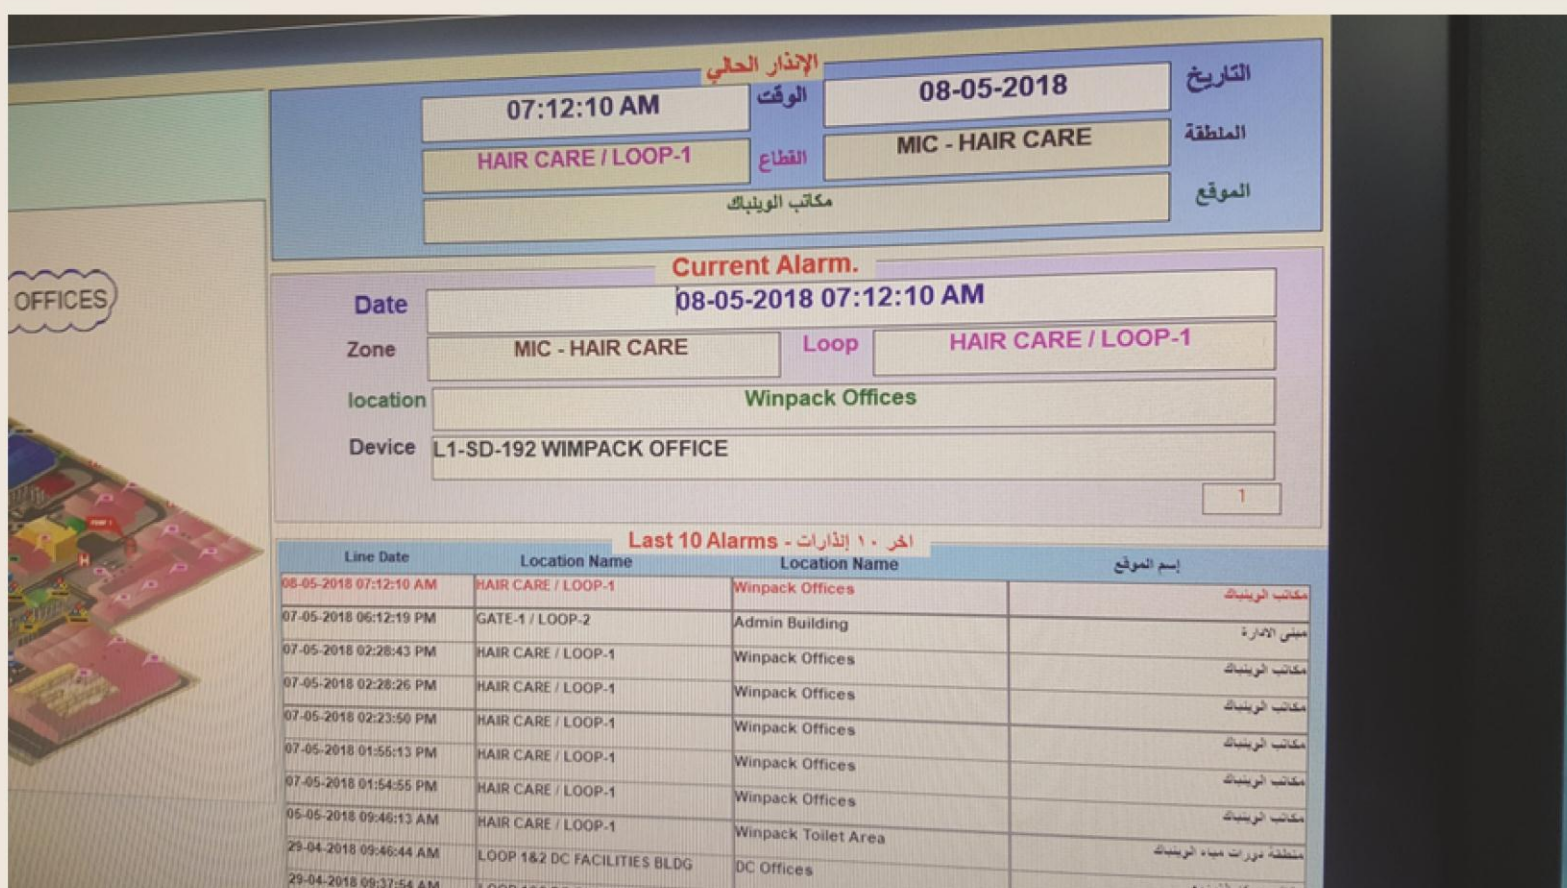 الإنذار الحالي
التاريخ 08-05-2018 الوقت 07:12:10 AM
المنطقة MIC - HAIR CARE القطاع HAIR CARE / LOOP-1
الموقع مكاتب الوينباك
OFFICES
Current Alarm.
Date 08-05-2018 07:12:10 AM
Zone MIC - HAIR CARE Loop HAIR CARE / LOOP-1
location Winpack Offices
Device L1-SD-192 WIMPACK OFFICE
1
Last 10 Alarms - اخر ١٠ إنذارات
Line Date Location Name Location Name إسم الموقع
08-05-2018 07:12:10 AM HAIR CARE / LOOP-1 Winpack Offices مكاتب الوينباك
07-05-2018 06:12:19 PM GATE-1 / LOOP-2 Admin Building مبنى الادارة
07-05-2018 02:28:43 PM HAIR CARE / LOOP-1 Winpack Offices مكاتب الوينباك
07-05-2018 02:28:26 PM HAIR CARE / LOOP-1 Winpack Offices مكاتب الوينباك
07-05-2018 02:23:50 PM HAIR CARE / LOOP-1 Winpack Offices مكاتب الوينباك
07-05-2018 01:55:13 PM HAIR CARE / LOOP-1 Winpack Offices مكاتب الوينباك
07-05-2018 01:54:55 PM HAIR CARE / LOOP-1 Winpack Offices مكاتب الوينباك
05-05-2018 09:46:13 AM HAIR CARE / LOOP-1 Winpack Toilet Area منطقة دورات مياه الوينباك
29-04-2018 09:46:44 AM LOOP 1&2 DC FACILITIES BLDG DC Offices
29-04-2018 09:37:54 AM